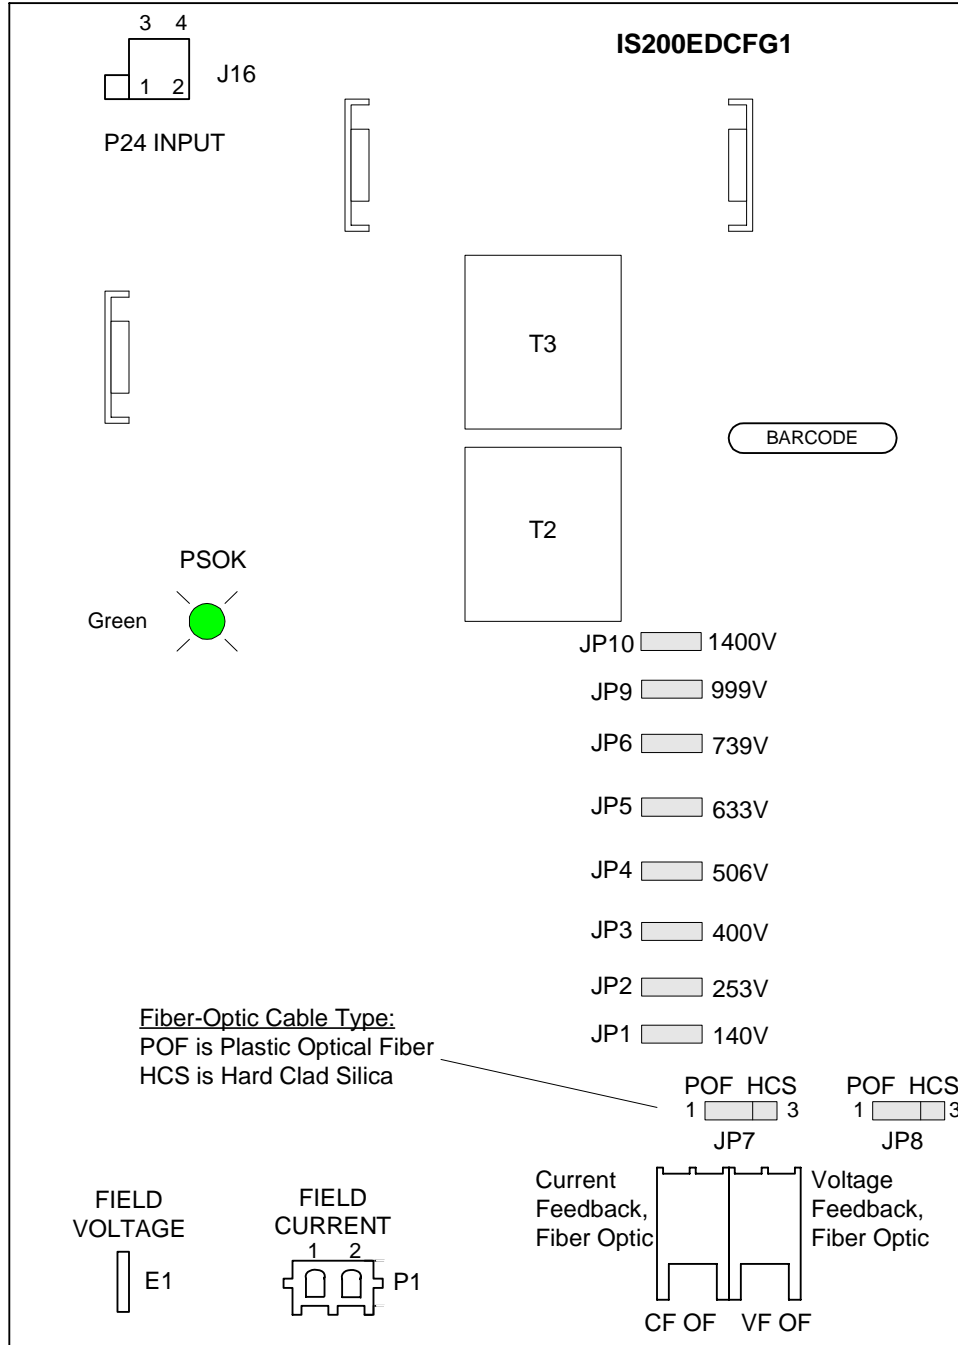 3 4
IS200EDCFG1
J16
1 2
P24 INPUT
T3
BARCODE
T2
PSOK
Green
JP10 1400V
JP9 999V
JP6 739V
JP5 633V
JP4 506V
JP3 400V
JP2 253V
JP1 140V
Fiber-Optic Cable Type:
POF is Plastic Optical Fiber
HCS is Hard Clad Silica
POF HCS
1 3
JP7
POF HCS
1 3
JP8
FIELD
VOLTAGE
E1
FIELD
CURRENT
1 2
P1
Current
Feedback,
Fiber Optic
Voltage
Feedback,
Fiber Optic
CF OF VF OF